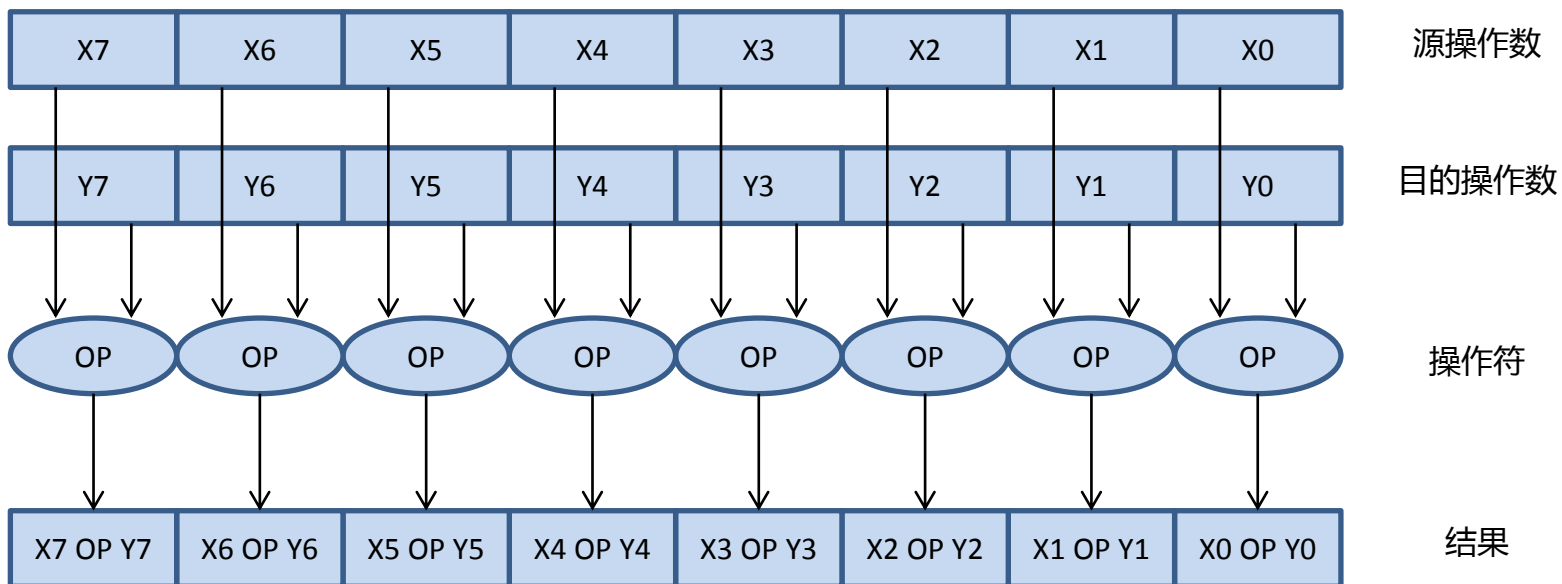 X7 X6 X5 X4 X3 X2 X1 X0 源操作数
Y7 Y6 Y5 Y4 Y3 Y2 Y1 Y0 目的操作数
OP OP OP OP OP OP OP OP 操作符
X7 OP Y7 X6 OP Y6 X5 OP Y5 X4 OP Y4 X3 OP Y3 X2 OP Y2 X1 OP Y1 X0 OP Y0 结果